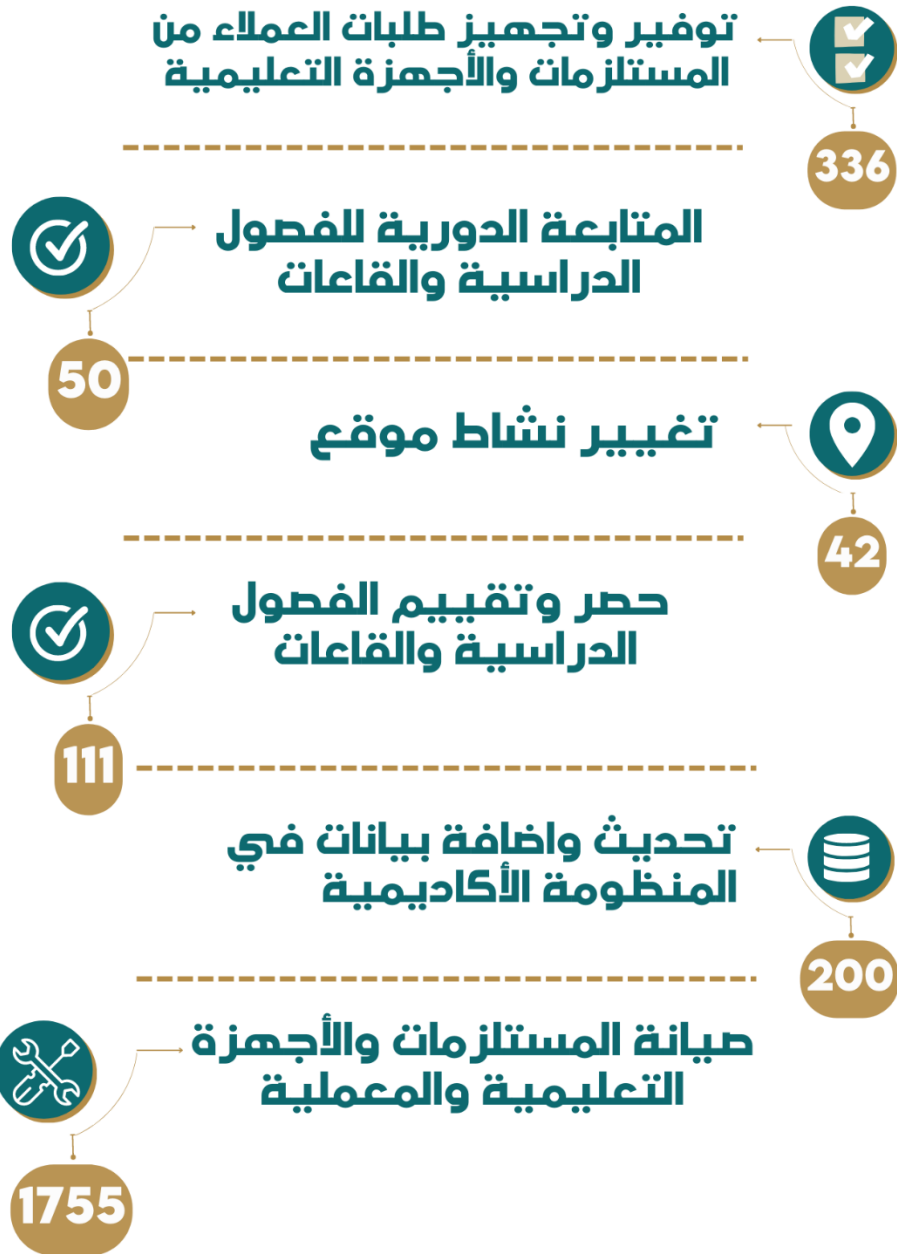 توفير وتجهيز طلبات العملاء من
المستلزمات والأجهزة التعليمية
336
المتابعة الدورية للفصول
الدراسية والقاعات
50
تغيير نشاط موقع
42
حصر وتقييم الفصول
الدراسية والقاعات
111
تحديث واضافة بيانات في
المنظومة الأكاديمية
200
صيانة المستلزمات والأجهزة
التعليمية والمعملية
1755